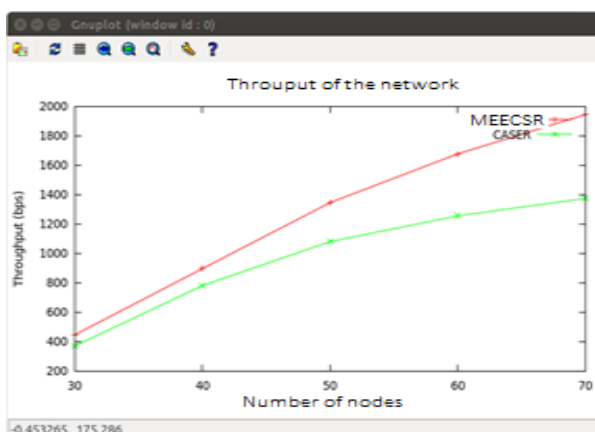 Gnuplot (window id : 0)
?
Throuput of the network
2000
1800
1600
1400
1200
1000
800
600
400
200
Throughput (bps)
MEECSR
CASER
30
40
50
60
70
Number of nodes
-0.453265, 175.286